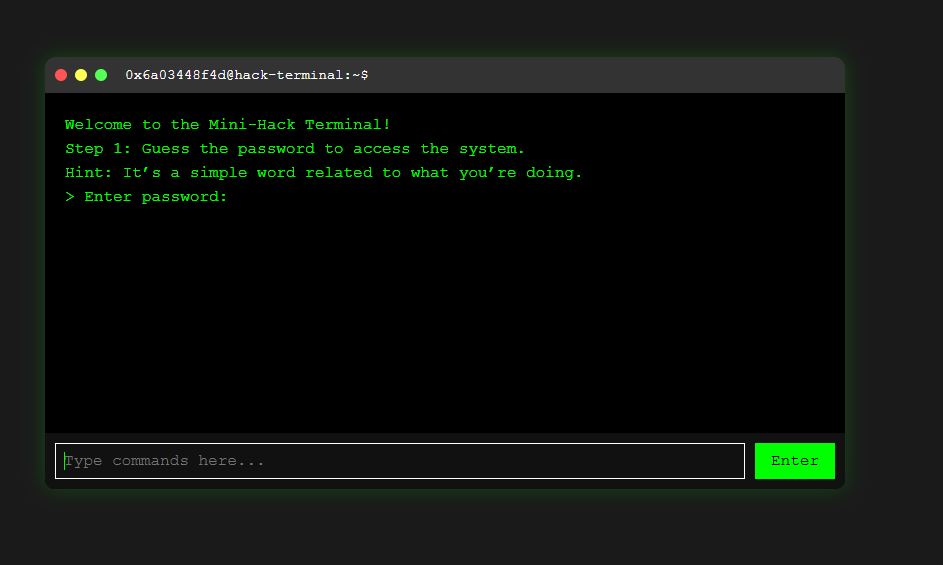 0x6a03448f4d@hack-terminal:~$
Welcome to the Mini-Hack Terminal!
Step 1: Guess the password to access the system.
Hint: It’s a simple word related to what you’re doing.
> Enter password:
Type commands here...
Enter